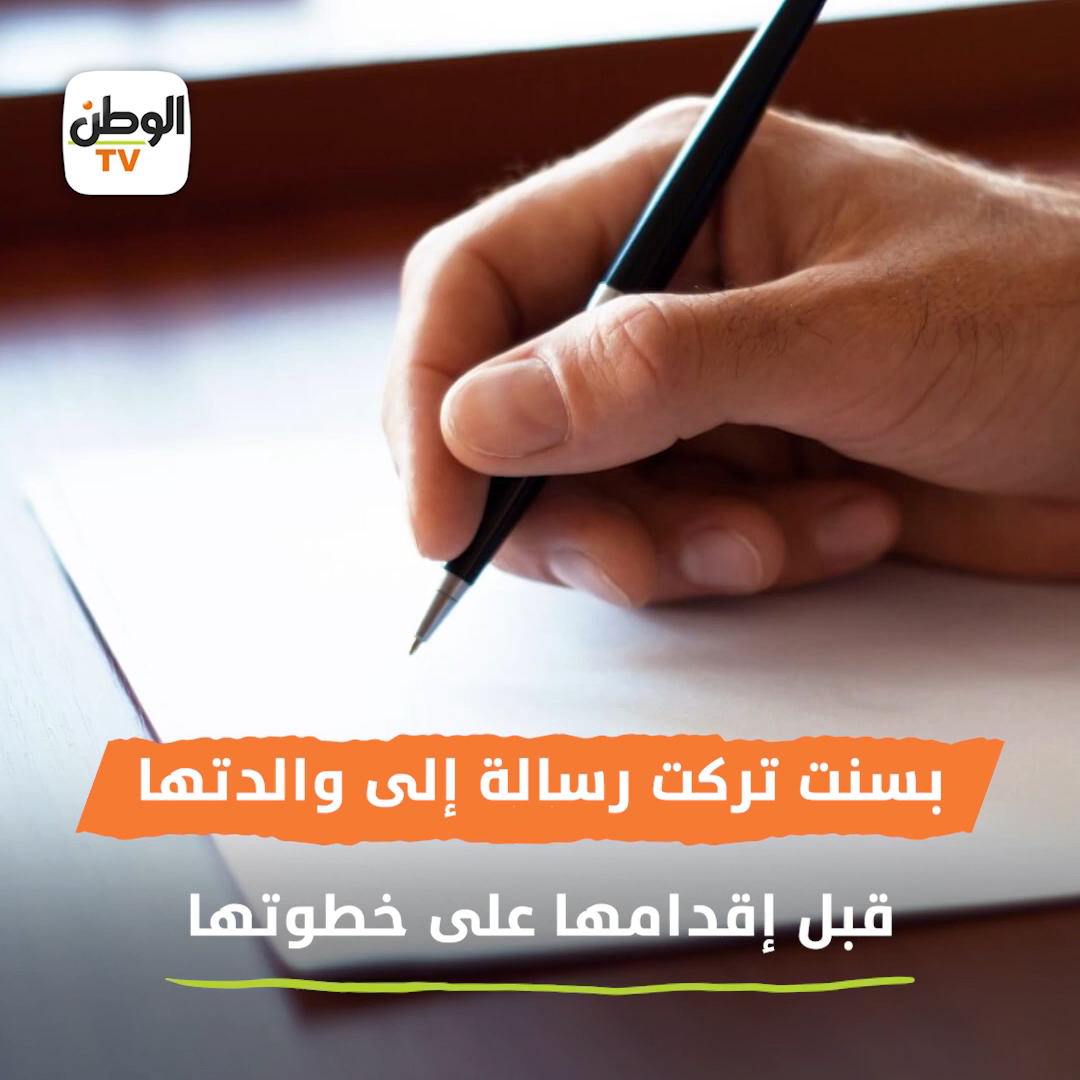 الوطن
TV
بسنت تركت رسالة إلى والدتها
قبل إقدامها على خطوتها